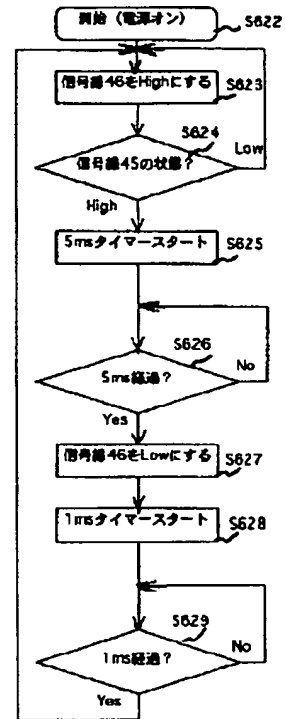 開始 (電源オン)
S622
信号線46をHighにする
S623
S624
信号線45の状態?
Low
High
5msタイマースタート
S625
S626
5ms経過?
No
Yes
信号線46をLowにする
S627
1msタイマースタート
S628
S629
1ms経過?
No
Yes